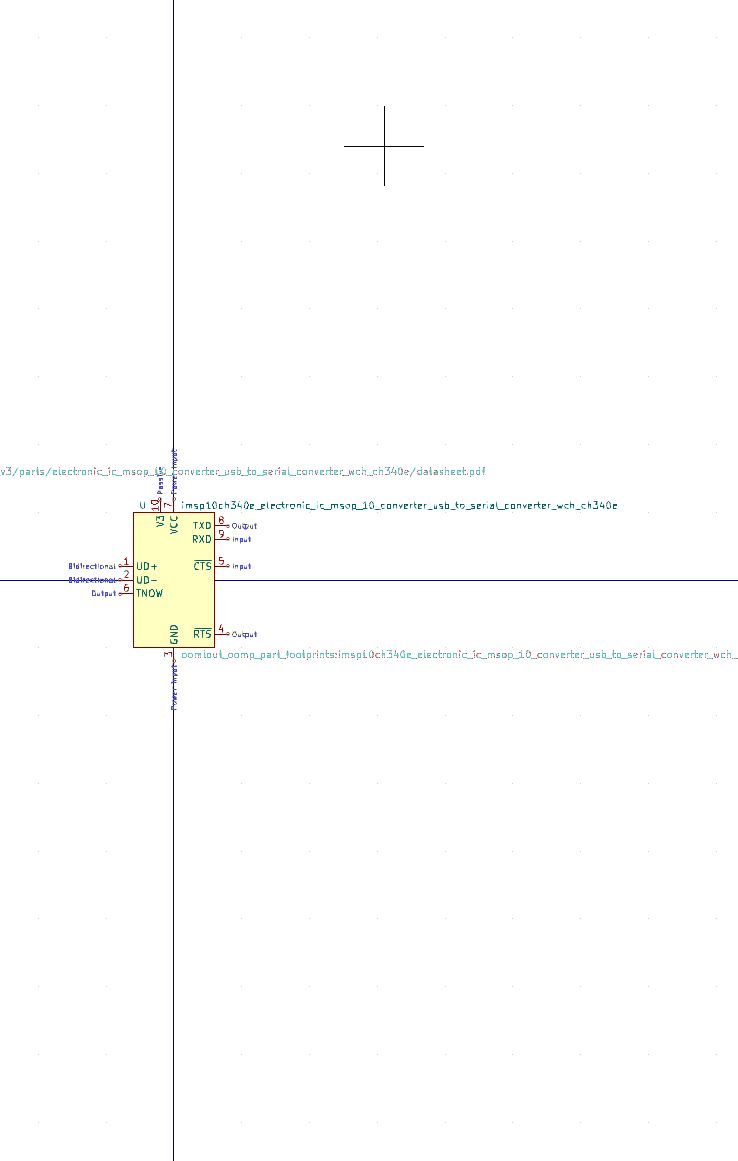 v3/parts/electronic_ic_msop_10_converter_usb_to_serial_converter_wch_ch340e/datasheet.pdf
Passive
Power Input
U
imsp10ch340e_electronic_ic_msop_10_converter_usb_to_serial_converter_wch_ch340e
10
7
V3
VCC
TXD 8 Output
RXD 9 Input
Bidirectional 1 UD+
CTS 5 Input
Bidirectional 2 UD-
Output 6 TNOW
RTS 4 Output
GND
3
oomlout_oomp_part_footprints:imsp10ch340e_electronic_ic_msop_10_converter_usb_to_serial_converter_wch_
Power Input